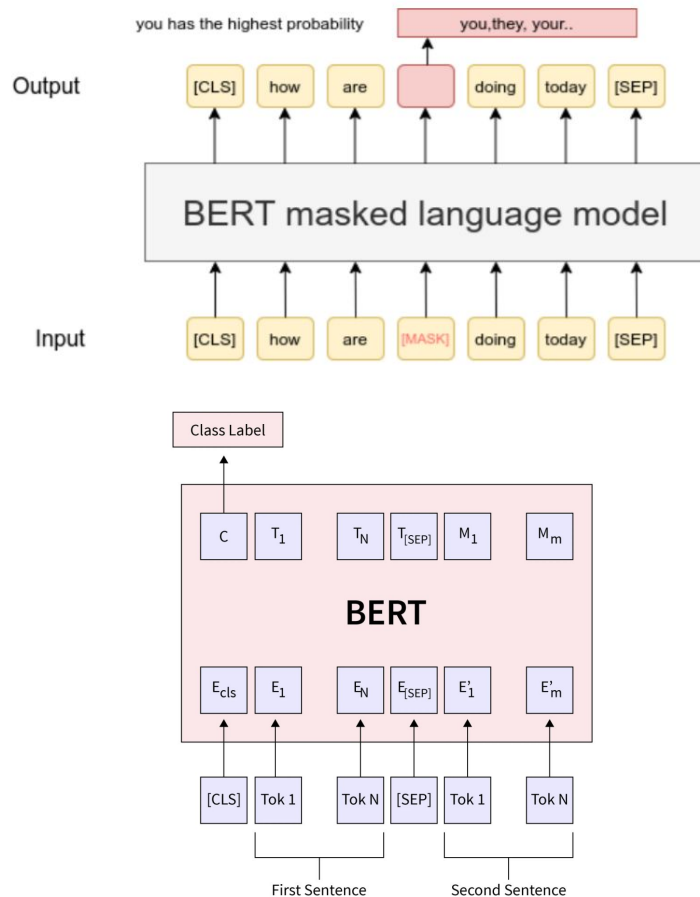 you has the highest probability
you,they, your..
Output
[CLS] how are doing today [SEP]
BERT masked language model
Input
[CLS] how are [MASK] doing today [SEP]
Class Label
C T1 TN T[SEP] M1 Mm
BERT
Ecls E1 EN E[SEP] E'1 E'm
[CLS] Tok 1 Tok N [SEP] Tok 1 Tok N
First Sentence Second Sentence